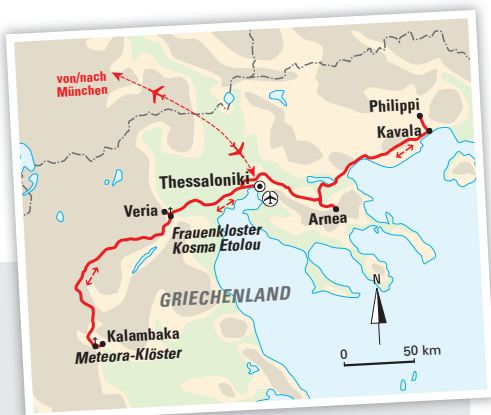 von/nach
München
Philippi
Kavala
Thessaloniki
Veria
Arnea
Frauenkloster
Kosma Etolou
GRIECHENLAND
N
Kalambaka
Meteora-Klöster
0 50 km